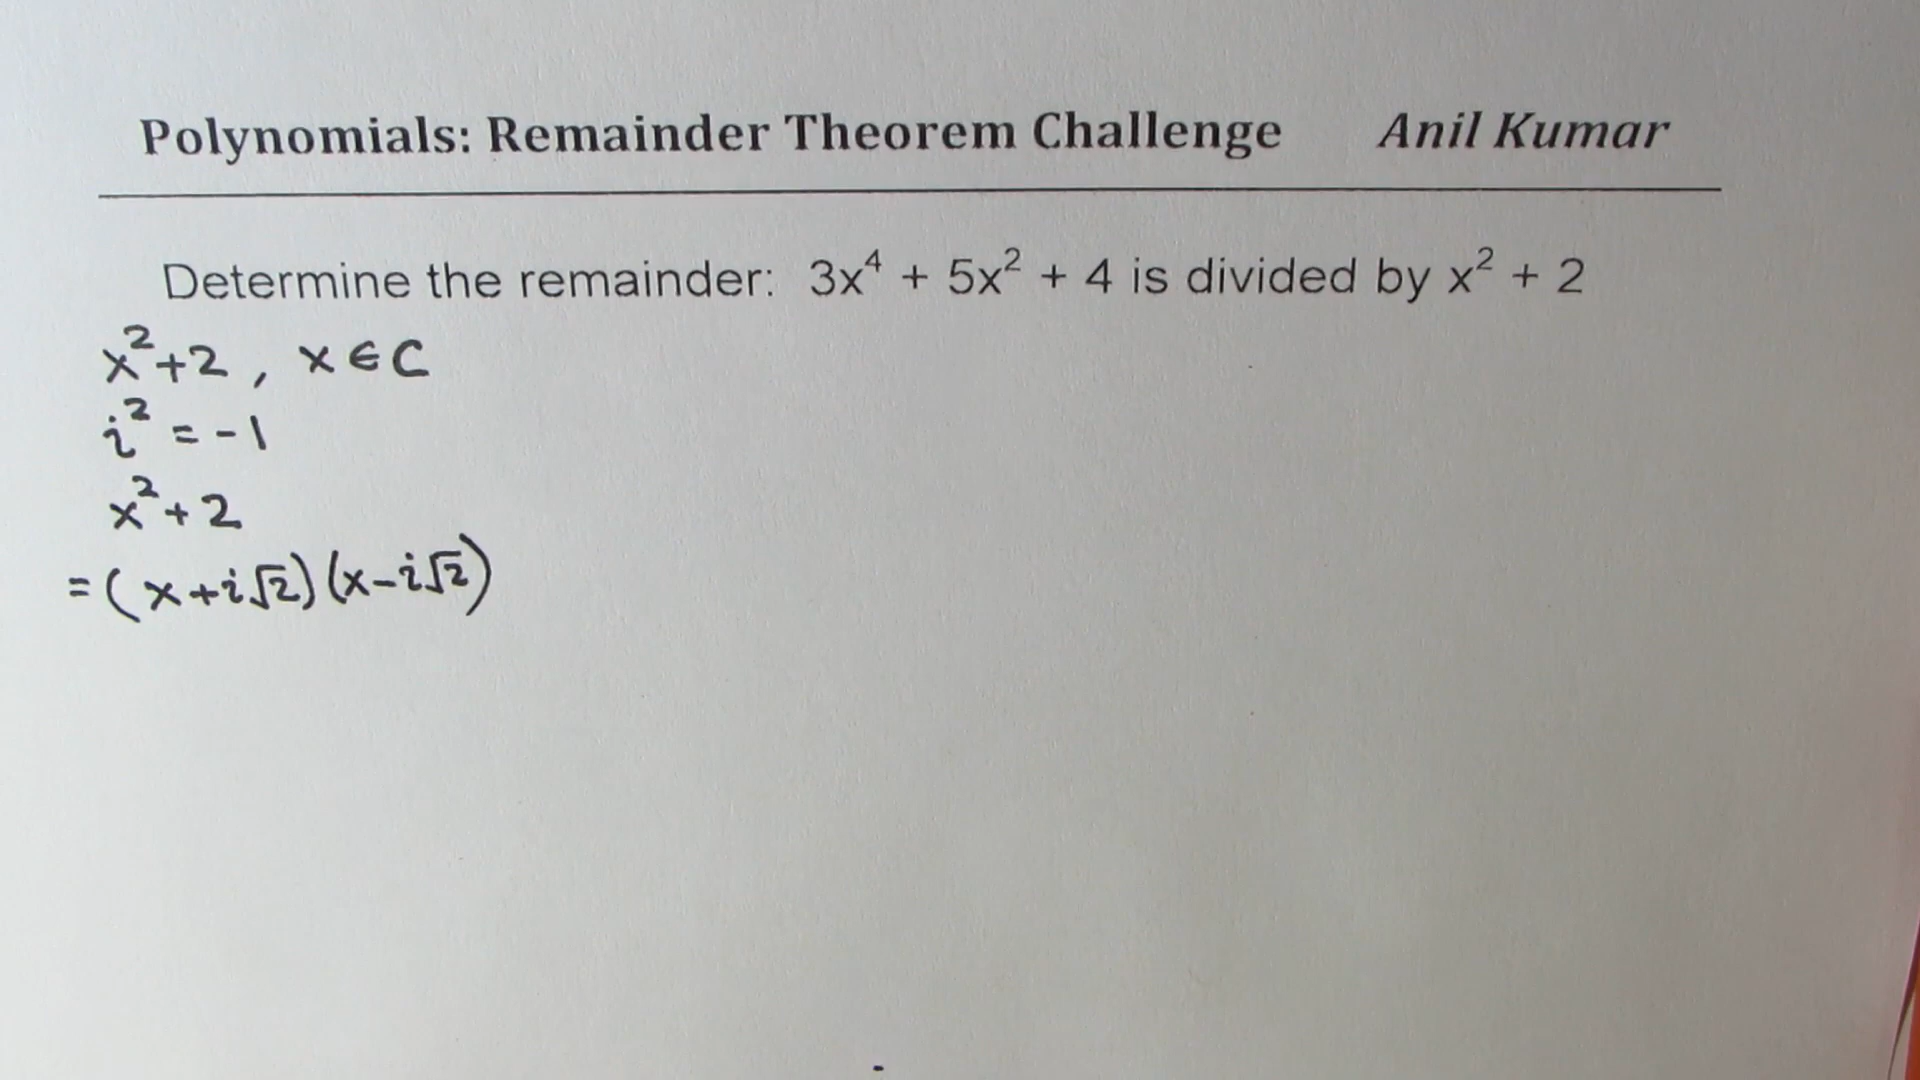 Polynomials: Remainder Theorem Challenge Anil Kumar
Determine the remainder: 3x⁴ + 5x² + 4 is divided by x² + 2
x²+2 , x ∈ C
i² = -1
x²+2
=(x+i√2)(x-i√2)